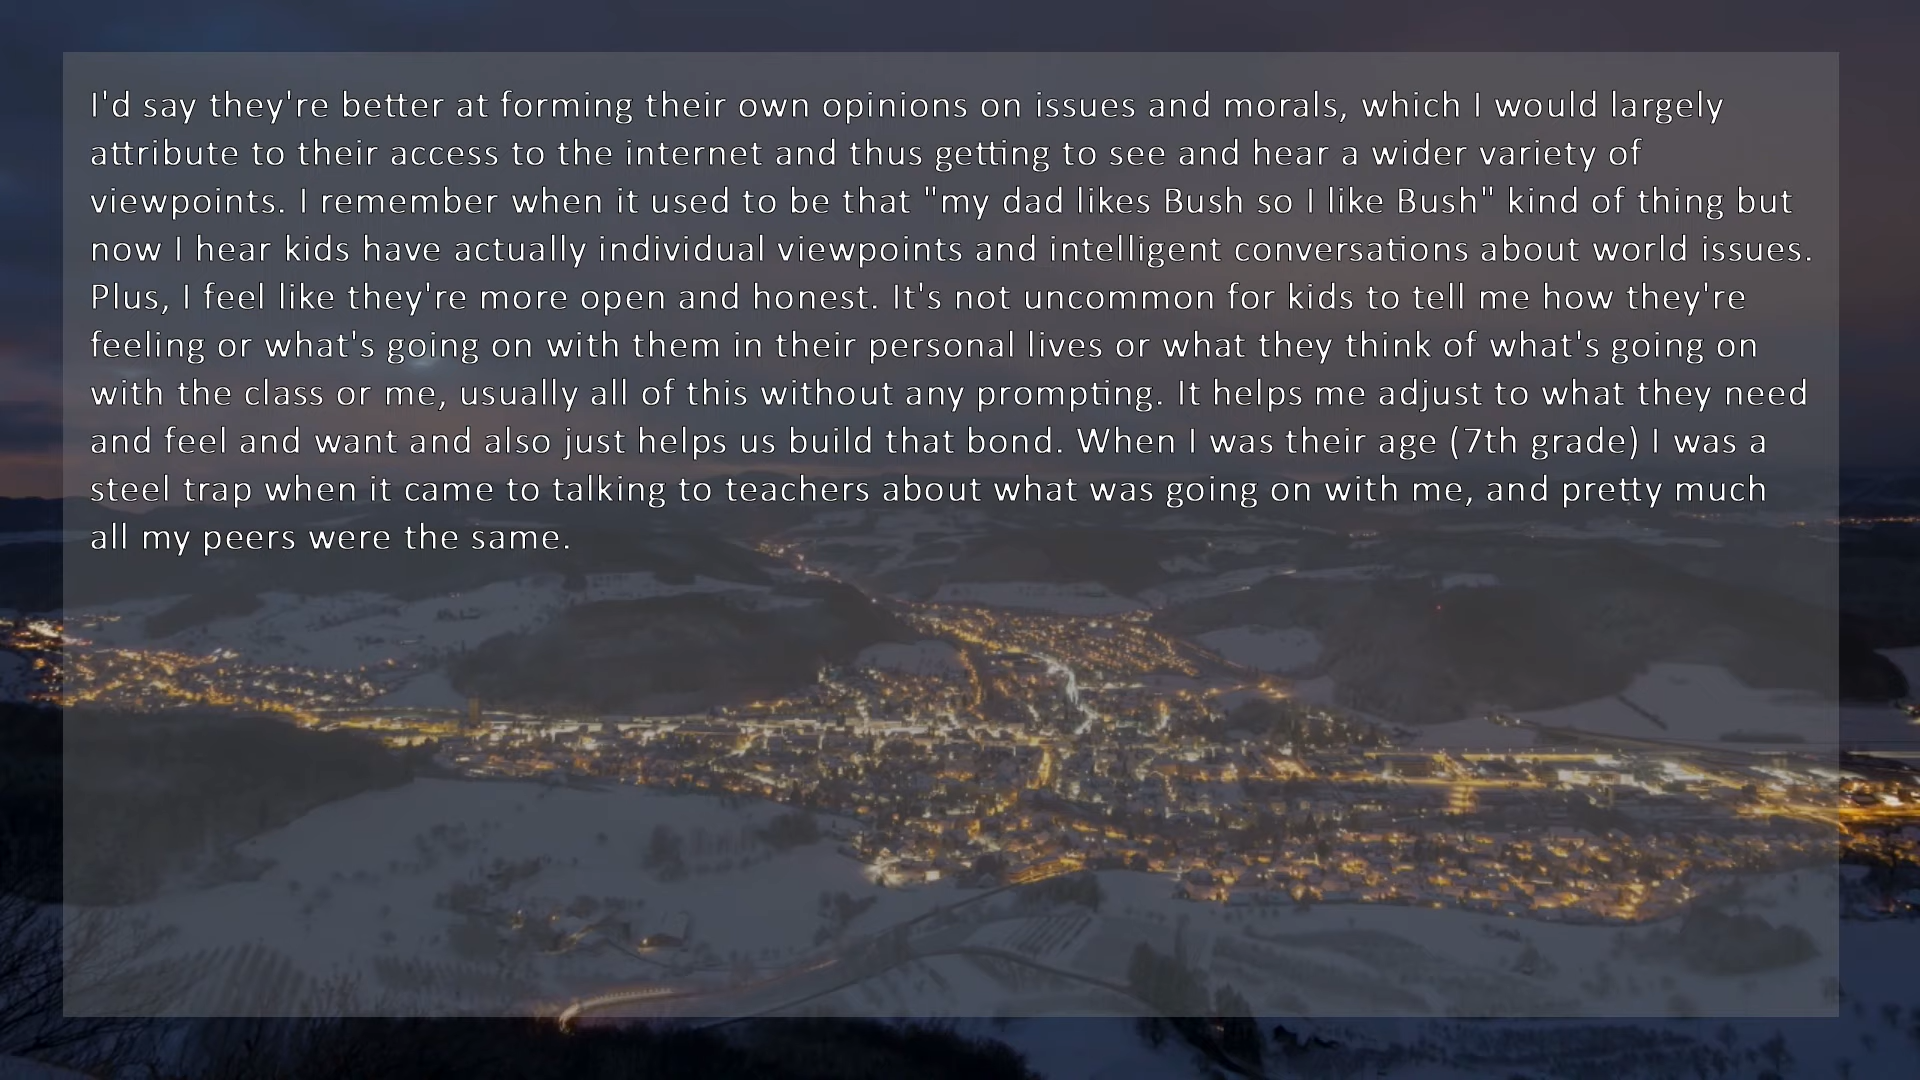 I'd say they're better at forming their own opinions on issues and morals, which I would largely
attribute to their access to the internet and thus getting to see and hear a wider variety of
viewpoints. I remember when it used to be that "my dad likes Bush so I like Bush" kind of thing but
now I hear kids have actually individual viewpoints and intelligent conversations about world issues.
Plus, I feel like they're more open and honest. It's not uncommon for kids to tell me how they're
feeling or what's going on with them in their personal lives or what they think of what's going on
with the class or me, usually all of this without any prompting. It helps me adjust to what they need
and feel and want and also just helps us build that bond. When I was their age (7th grade) I was a
steel trap when it came to talking to teachers about what was going on with me, and pretty much
all my peers were the same.